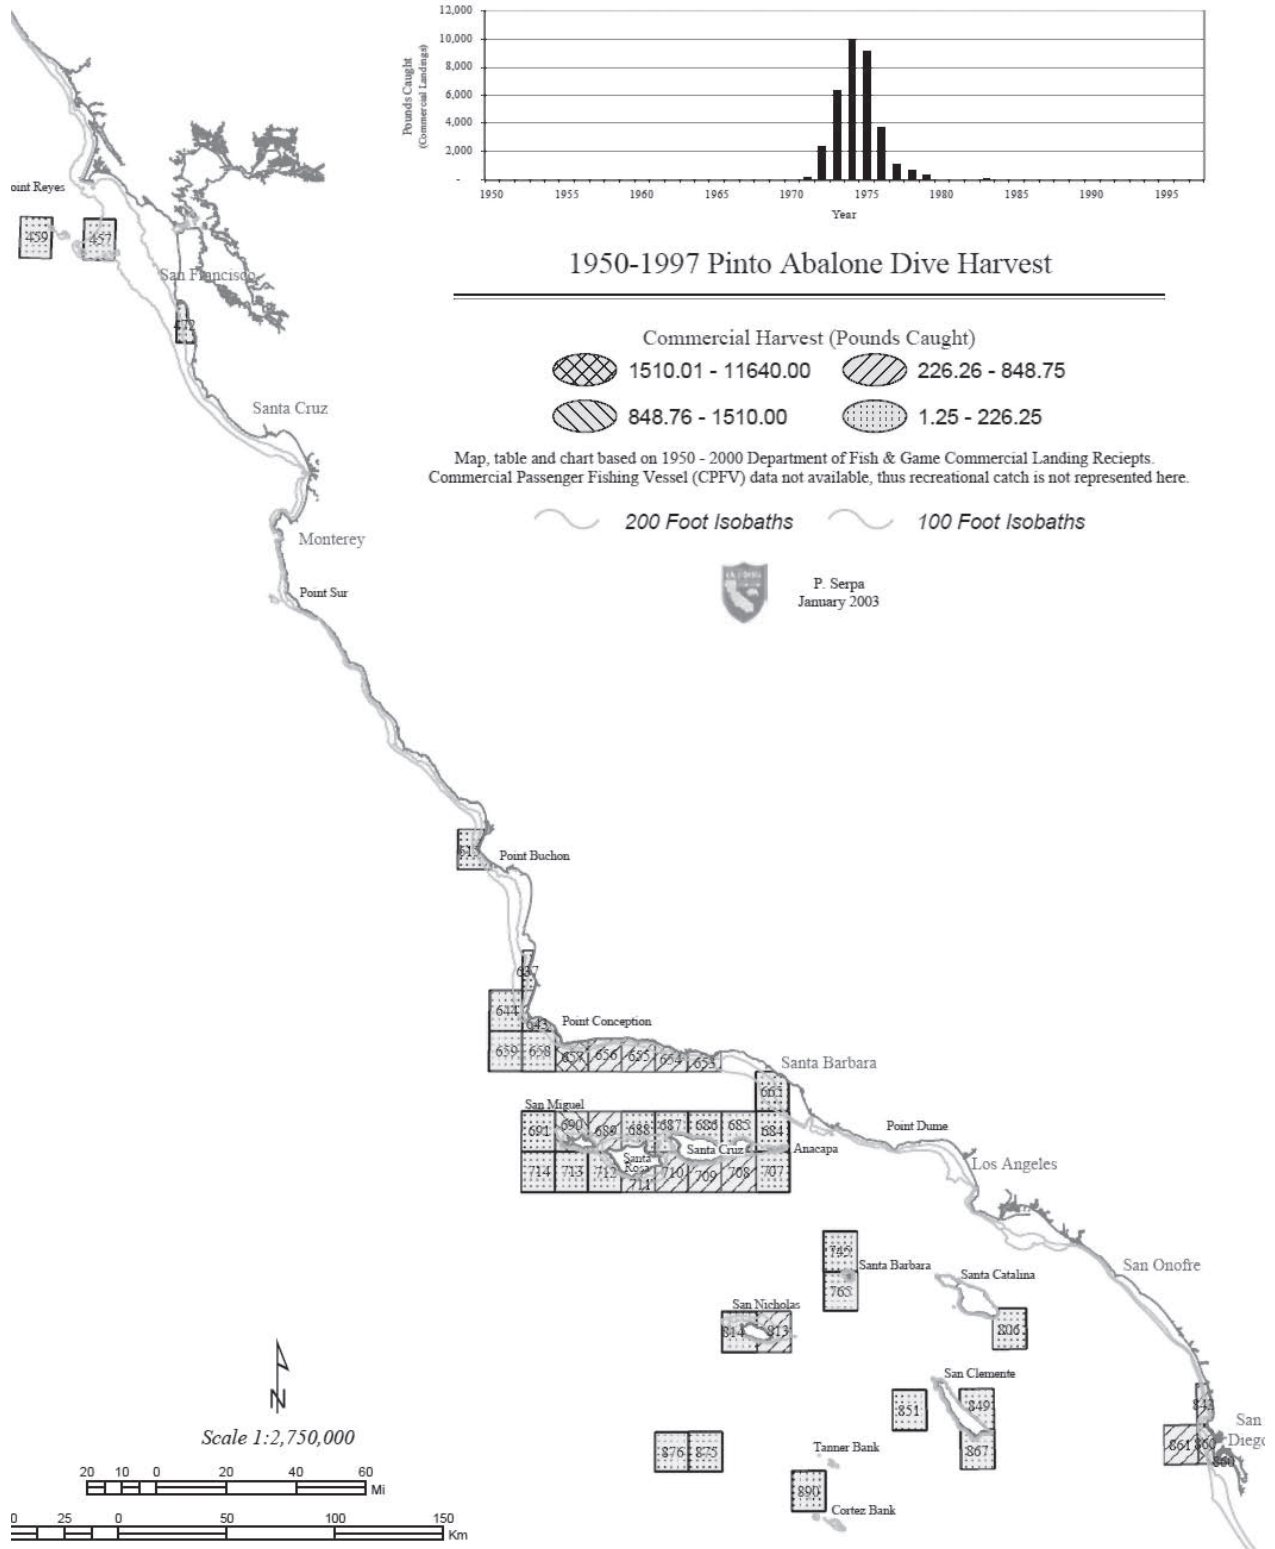 12,000
10,000
8,000
6,000
4,000
2,000
-
Pounds Caught
(Commercial Landings)
1950 1955 1960 1965 1970 1975 1980 1985 1990 1995
Year
1950-1997 Pinto Abalone Dive Harvest
Commercial Harvest (Pounds Caught)
1510.01 - 11640.00
226.26 - 848.75
848.76 - 1510.00
1.25 - 226.25
Map, table and chart based on 1950 - 2000 Department of Fish & Game Commercial Landing Reciepts.
Commercial Passenger Fishing Vessel (CPFV) data not available, thus recreational catch is not represented here.
200 Foot Isobaths
100 Foot Isobaths
P. Serpa
January 2003
oint Reyes
459
457
San Francisco
472
Santa Cruz
Monterey
Point Sur
615
Point Buchon
637
644
643
Point Conception
659 658 657 656 655 654 653
Santa Barbara
665
San Miguel
691 690 689 688 687 686 685 684
Santa Cruz
Anacapa
Santa
Rosa
714 713 712 711 710 709 708 707
Point Dume
Los Angeles
745
Santa Barbara
765
Santa Catalina
San Onofre
San Nicholas
814 813
806
San Clemente
851
849
867
843
San
Diego
861 860
860
876 875
Tanner Bank
890
Cortez Bank
N
Scale 1:2,750,000
20 10 0 20 40 60
Mi
0 25 0 50 100 150
Km